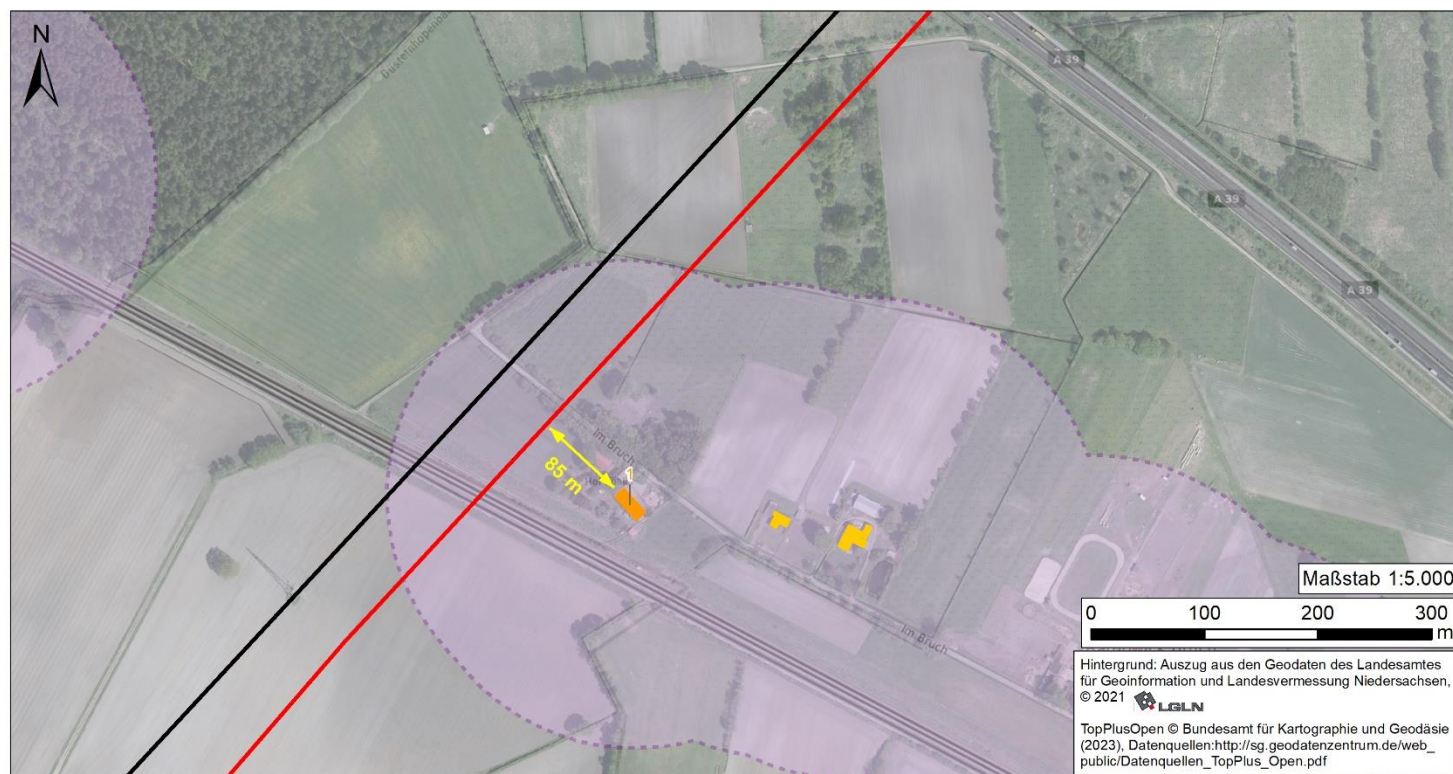 N
A 39
A 39
A 39
Im Bruch
85 m
1
Im Bruch
Maßstab 1:5.000
0 100 200 300
m
Hintergrund: Auszug aus den Geodaten des Landesamtes
für Geoinformation und Landesvermessung Niedersachsen,
© 2021 LGLN
TopPlusOpen © Bundesamt für Kartographie und Geodäsie
(2023), Datenquellen:http://sg.geodatenzentrum.de/web_
public/Datenquellen_TopPlus_Open.pdf